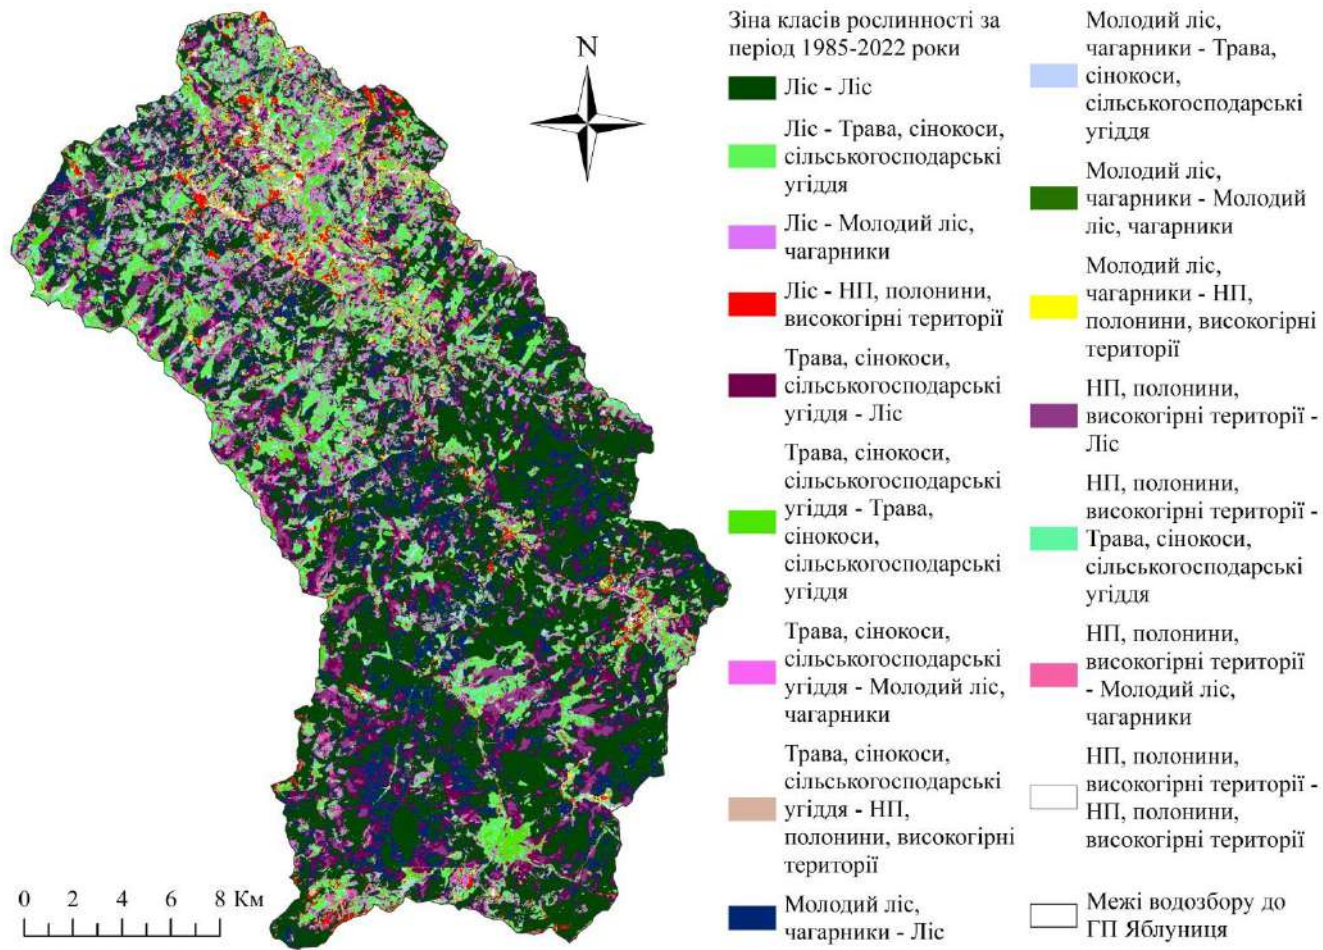 Зіна класів рослинності за
період 1985-2022 роки
Ліс - Ліс
Ліс - Трава, сінокоси,
сільськогосподарські
угіддя
Ліс - Молодий ліс,
чагарники
Ліс - НП, полонини,
високогірні території
Трава, сінокоси,
сільськогосподарські
угіддя - Ліс
Трава, сінокоси,
сільськогосподарські
угіддя - Трава,
сінокоси,
сільськогосподарські
угіддя
Трава, сінокоси,
сільськогосподарські
угіддя - Молодий ліс,
чагарники
Трава, сінокоси,
сільськогосподарські
угіддя - НП,
полонини, високогірні
території
Молодий ліс,
чагарники - Ліс
Молодий ліс,
чагарники - Трава,
сінокоси,
сільськогосподарські
угіддя
Молодий ліс,
чагарники - Молодий
ліс, чагарники
Молодий ліс,
чагарники - НП,
полонини, високогірні
території
НП, полонини,
високогірні території -
Ліс
НП, полонини,
високогірні території -
Трава, сінокоси,
сільськогосподарські
угіддя
НП, полонини,
високогірні території
- Молодий ліс,
чагарники
НП, полонини,
високогірні території -
НП, полонини,
високогірні території
Межі водозбору до
ГП Яблуниця
N
0 2 4 6 8 Км